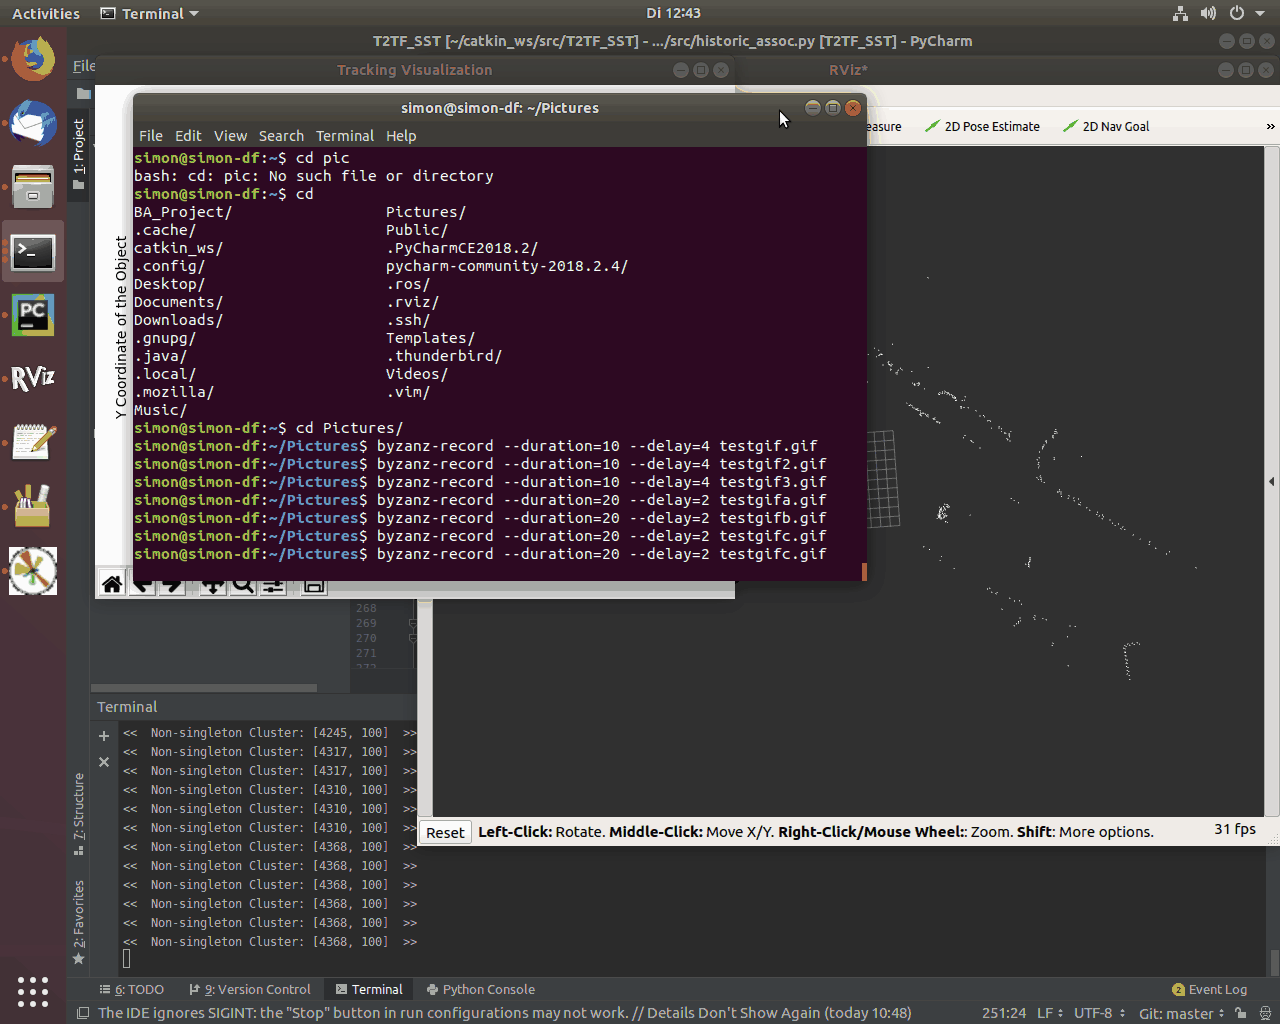 Activities Terminal Di 12:43
T2TF_SST [~/catkin_ws/src/T2TF_SST] - .../src/historic_assoc.py [T2TF_SST] - PyCharm
File
Tracking Visualization
RViz*
simon@simon-df: ~/Pictures
easure 2D Pose Estimate 2D Nav Goal »
File Edit View Search Terminal Help
simon@simon-df:~$ cd pic
bash: cd: pic: No such file or directory
simon@simon-df:~$ cd
BA_Project/ Pictures/
.cache/ Public/
catkin_ws/ .PyCharmCE2018.2/
.config/ pycharm-community-2018.2.4/
Desktop/ .ros/
Documents/ .rviz/
Downloads/ .ssh/
.gnupg/ Templates/
.java/ .thunderbird/
.local/ Videos/
.mozilla/ .vim/
Music/
simon@simon-df:~$ cd Pictures/
simon@simon-df:~/Pictures$ byzanz-record --duration=10 --delay=4 testgif.gif
simon@simon-df:~/Pictures$ byzanz-record --duration=10 --delay=4 testgif2.gif
simon@simon-df:~/Pictures$ byzanz-record --duration=10 --delay=4 testgif3.gif
simon@simon-df:~/Pictures$ byzanz-record --duration=20 --delay=2 testgifa.gif
simon@simon-df:~/Pictures$ byzanz-record --duration=20 --delay=2 testgifb.gif
simon@simon-df:~/Pictures$ byzanz-record --duration=20 --delay=2 testgifc.gif
simon@simon-df:~/Pictures$ byzanz-record --duration=20 --delay=2 testgifc.gif
1: Project
Y Coordinate of the Object
PC
RViz
268
269
270
271
272
Terminal
<< Non-singleton Cluster: [4245, 100] >>
<< Non-singleton Cluster: [4317, 100] >>
<< Non-singleton Cluster: [4317, 100] >>
<< Non-singleton Cluster: [4310, 100] >>
<< Non-singleton Cluster: [4310, 100] >>
<< Non-singleton Cluster: [4310, 100] >>
<< Non-singleton Cluster: [4368, 100] >>
<< Non-singleton Cluster: [4368, 100] >>
<< Non-singleton Cluster: [4368, 100] >>
<< Non-singleton Cluster: [4368, 100] >>
<< Non-singleton Cluster: [4368, 100] >>
<< Non-singleton Cluster: [4368, 100] >>
7: Structure
2: Favorites
Reset Left-Click: Rotate. Middle-Click: Move X/Y. Right-Click/Mouse Wheel:: Zoom. Shift: More options. 31 fps
6: TODO 9: Version Control Terminal Python Console 2 Event Log
The IDE ignores SIGINT: the "Stop" button in run configurations may not work. // Details Don't Show Again (today 10:48) 251:24 LF UTF-8 Git: master